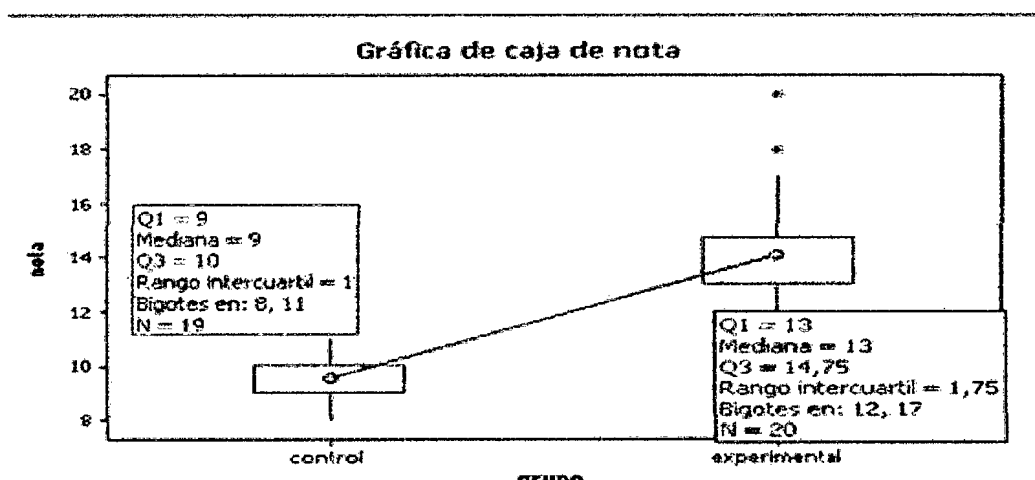 Gráfica de caja de nota
20
18
16
14
12
10
8
nota
Q1 = 9
Mediana = 9
Q3 = 10
Rango intercuartil = 1
Bigotes en: 8, 11
N = 19
Q1 = 13
Mediana = 13
Q3 = 14,75
Rango intercuartil = 1,75
Bigotes en: 12, 17
N = 20
control
experimental
grupo